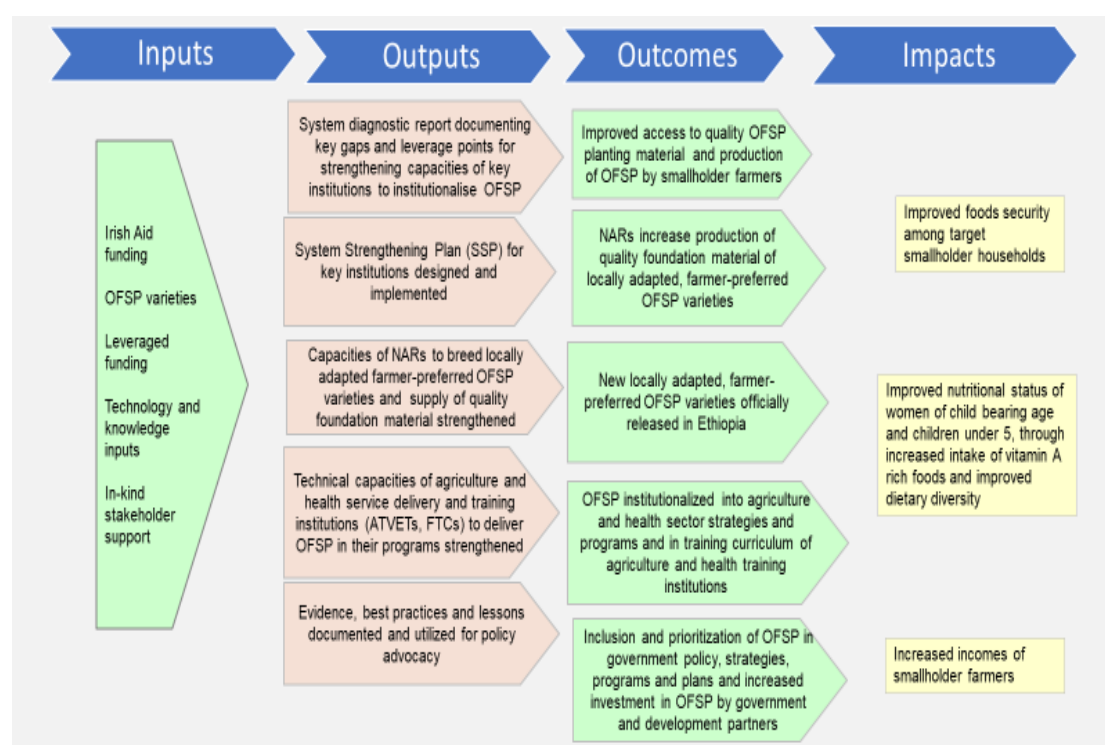 Inputs
Outputs
Outcomes
Impacts
Irish Aid
funding
OFSP varieties
Leveraged
funding
Technology and
knowledge
inputs
In-kind
stakeholder
support
System diagnostic report documenting
key gaps and leverage points for
strengthening capacities of key
institutions to institutionalise OFSP
System Strengthening Plan (SSP) for
key institutions designed and
implemented
Capacities of NARs to breed locally
adapted farmer-preferred OFSP
varieties and supply of quality
foundation material strengthened
Technical capacities of agriculture and
health service delivery and training
institutions (ATVETs, FTCs) to deliver
OFSP in their programs strengthened
Evidence, best practices and lessons
documented and utilized for policy
advocacy
Improved access to quality OFSP
planting material and production
of OFSP by smallholder farmers
NARs increase production of
quality foundation material of
locally adapted, farmer-preferred
OFSP varieties
New locally adapted, farmer-
preferred OFSP varieties officially
released in Ethiopia
OFSP institutionalized into agriculture
and health sector strategies and
programs and in training curriculum of
agriculture and health training
institutions
Inclusion and prioritization of OFSP in
government policy, strategies,
programs and plans and increased
investment in OFSP by government
and development partners
Improved foods security
among target
smallholder households
Improved nutritional status of
women of child bearing age
and children under 5, through
increased intake of vitamin A
rich foods and improved
dietary diversity
Increased incomes of
smallholder farmers